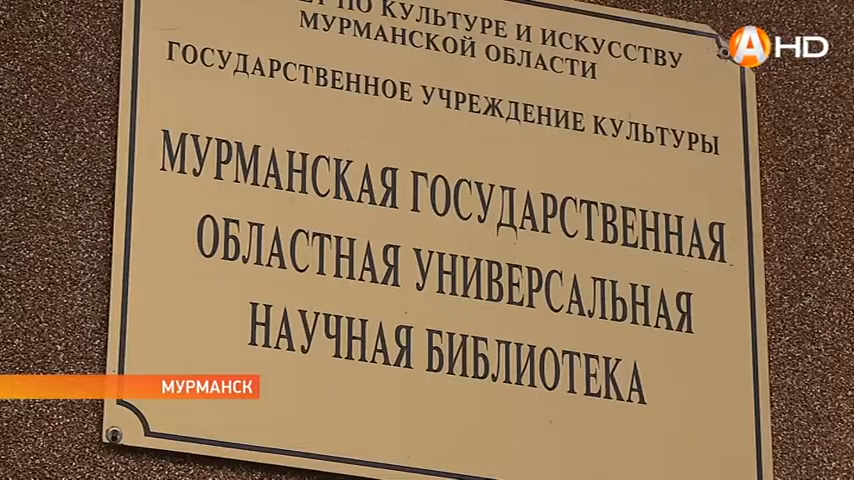 ПО КУЛЬТУРЕ И ИСКУССТВУ
МУРМАНСКОЙ ОБЛАСТИ
ГОСУДАРСТВЕННОЕ УЧРЕЖДЕНИЕ КУЛЬТУРЫ
МУРМАНСКАЯ ГОСУДАРСТВЕННАЯ
ОБЛАСТНАЯ УНИВЕРСАЛЬНАЯ
НАУЧНАЯ БИБЛИОТЕКА
МУРМАНСК
А HD